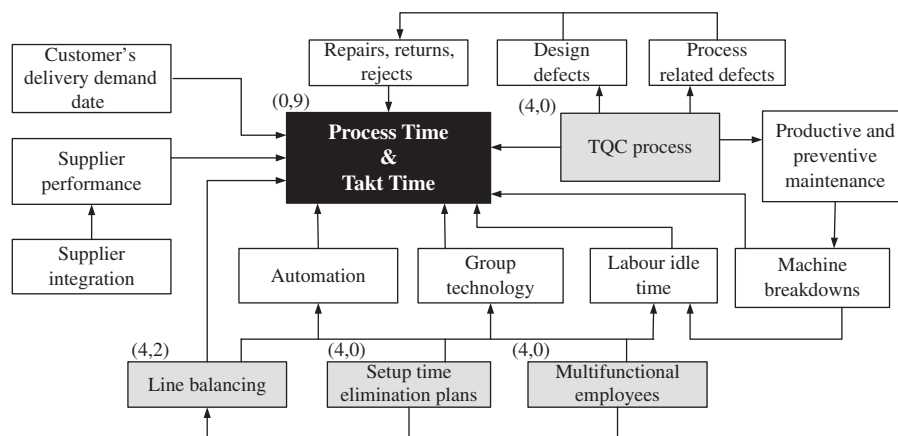 Customer's
delivery demand
date
Repairs, returns,
rejects
Design
defects
Process
related defects
(0,9)
Process Time
&
Takt Time
(4,0)
TQC process
Productive and
preventive
maintenance
Supplier
performance
Supplier
integration
Automation
Group
technology
Labour idle
time
Machine
breakdowns
(4,2)
Line balancing
(4,0)
Setup time
elimination plans
(4,0)
Multifunctional
employees